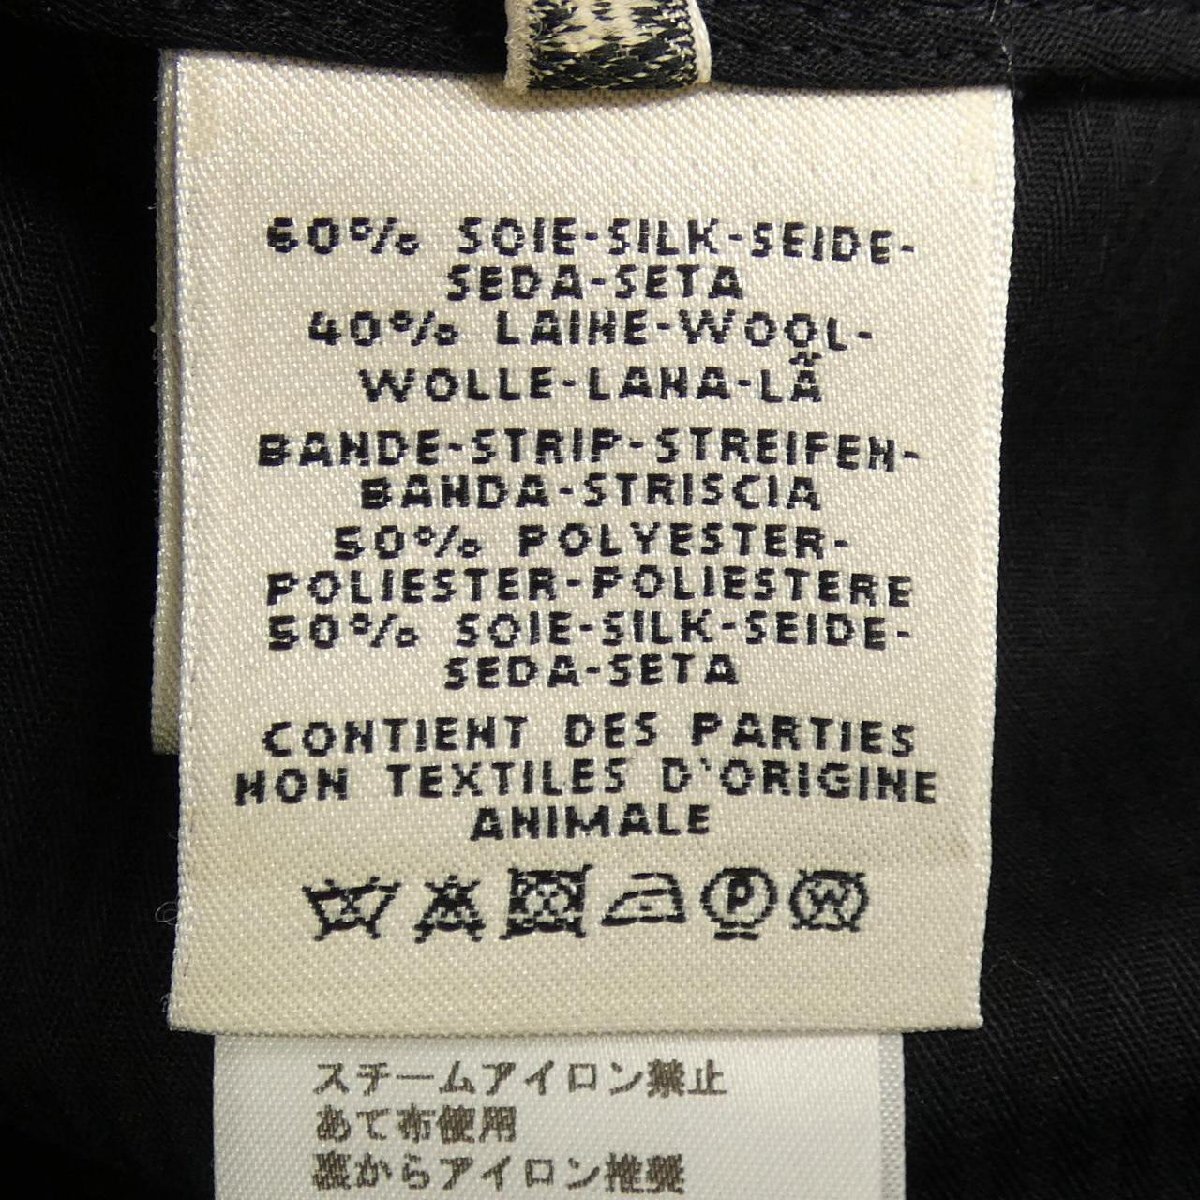 60% SOIE-SILK-SEIDE-
SEDA-SETA
40% LAINE-WOOL-
WOLLE-LANA-LÃ
BANDE-STRIP-STREIFEN-
BANDA-STRISCIA
50% POLYESTER-
POLIESTER-POLIESTERE
50% SOIE-SILK-SEIDE-
SEDA-SETA
CONTIENT DES PARTIES
NON TEXTILES D'ORIGINE
ANIMALE
P W
スチームアイロン禁止
あて布使用
裏からアイロン推奨